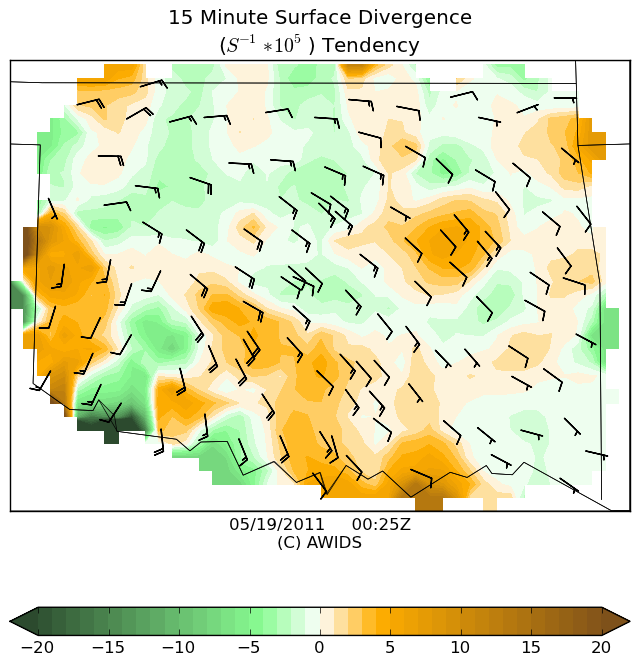 15 Minute Surface Divergence
(S⁻¹ *10⁵ ) Tendency
05/19/2011 00:25Z
(C) AWIDS
−20 −15 −10 −5 0 5 10 15 20